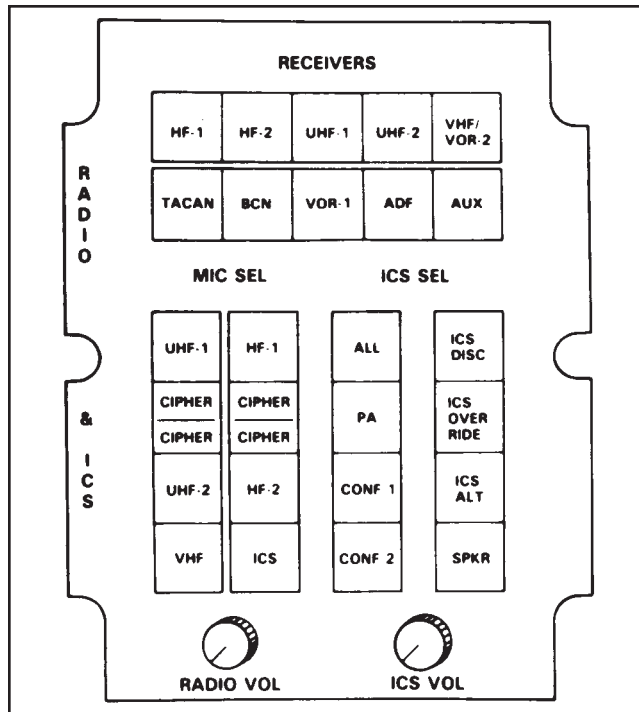 RECEIVERS
RADIO
HF-1 HF-2 UHF-1 UHF-2 VHF/
VOR-2
TACAN BCN VOR-1 ADF AUX
MIC SEL ICS SEL
& ICS
UHF-1 HF-1 ALL ICS
DISC
CIPHER CIPHER PA ICS
OVER
RIDE
CIPHER CIPHER
UHF-2 HF-2 CONF 1 ICS
ALT
VHF ICS CONF 2 SPKR
RADIO VOL ICS VOL